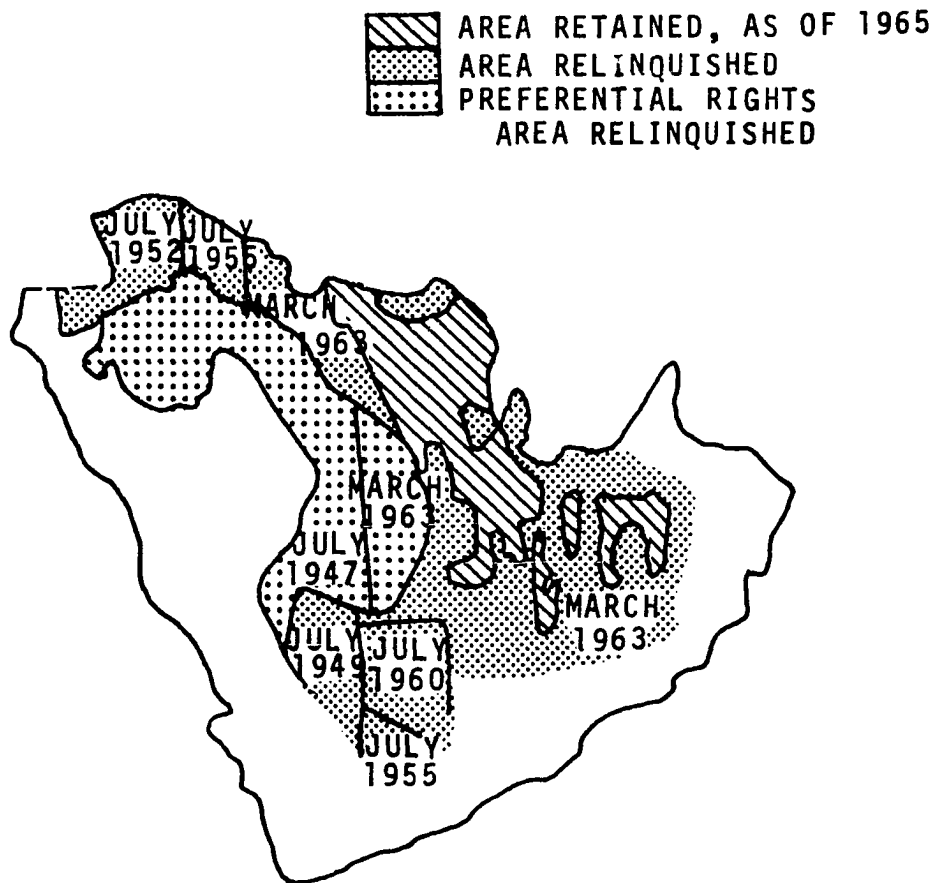 AREA RETAINED, AS OF 1965
AREA RELINQUISHED
PREFERENTIAL RIGHTS
AREA RELINQUISHED
JULY
1952
JULY
1955
MARCH
1963
MARCH
1963
JULY
1947
MARCH
1963
JULY
1949
JULY
1960
JULY
1955